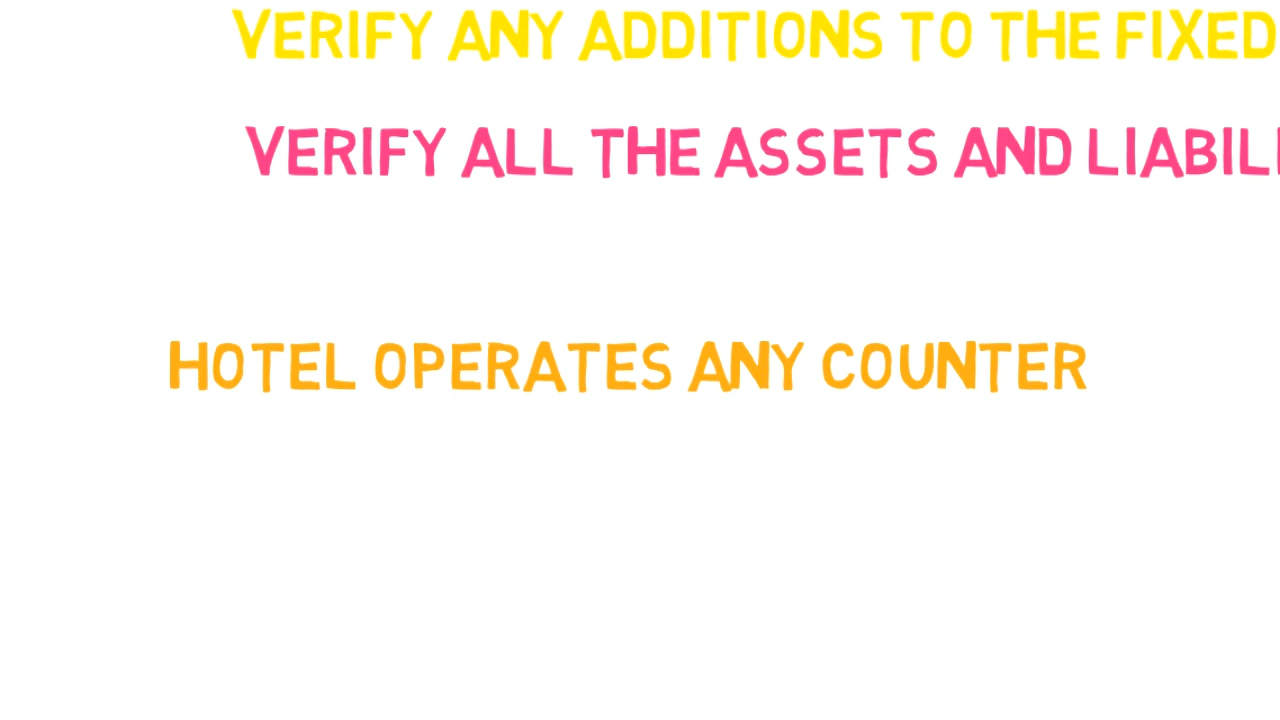 VERIFY ANY ADDITIONS TO THE FIXED
VERIFY ALL THE ASSETS AND
HOTEL OPERATES ANY COUNTER